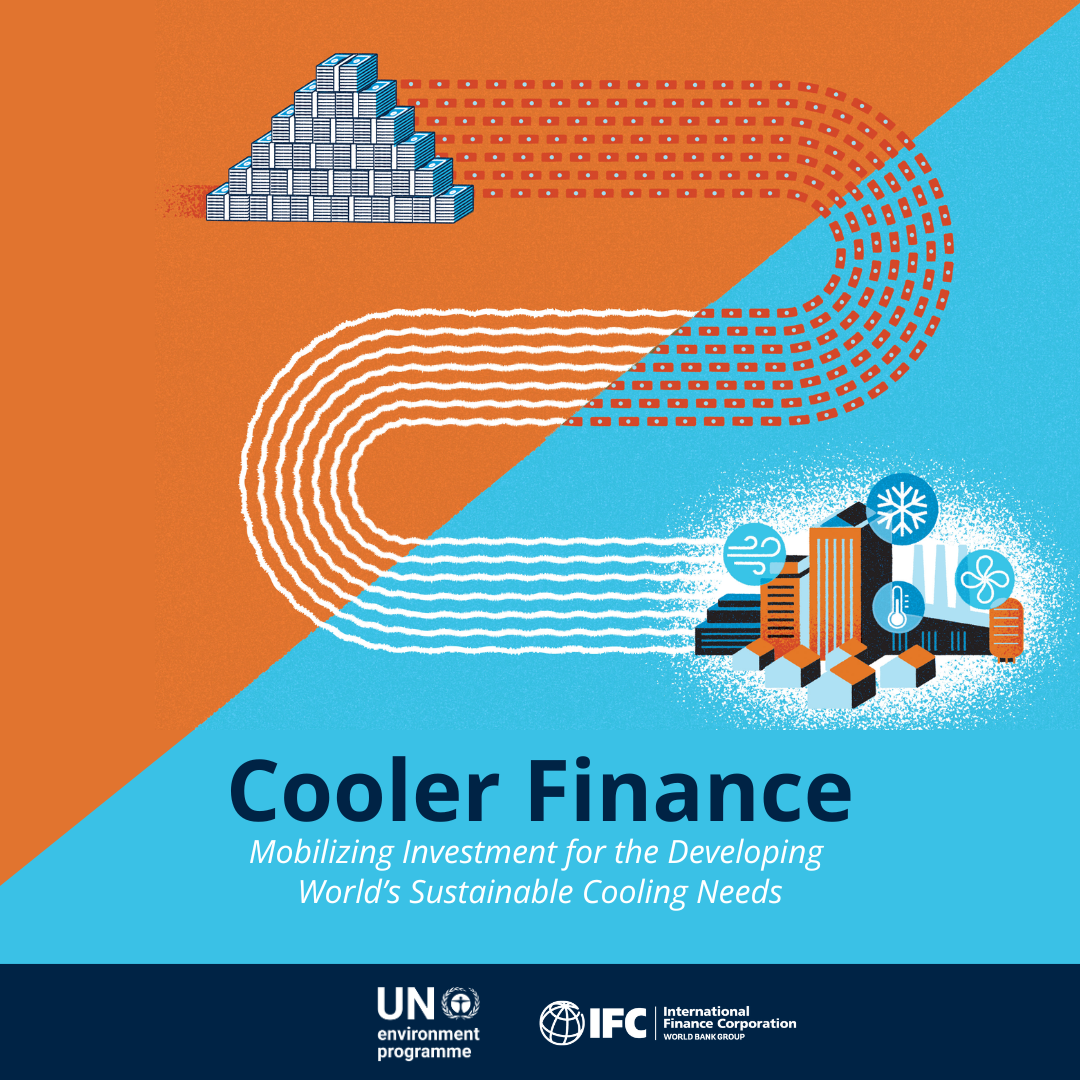 Cooler Finance
Mobilizing Investment for the Developing
World’s Sustainable Cooling Needs
UN
environment
programme
IFC
International
Finance Corporation
WORLD BANK GROUP